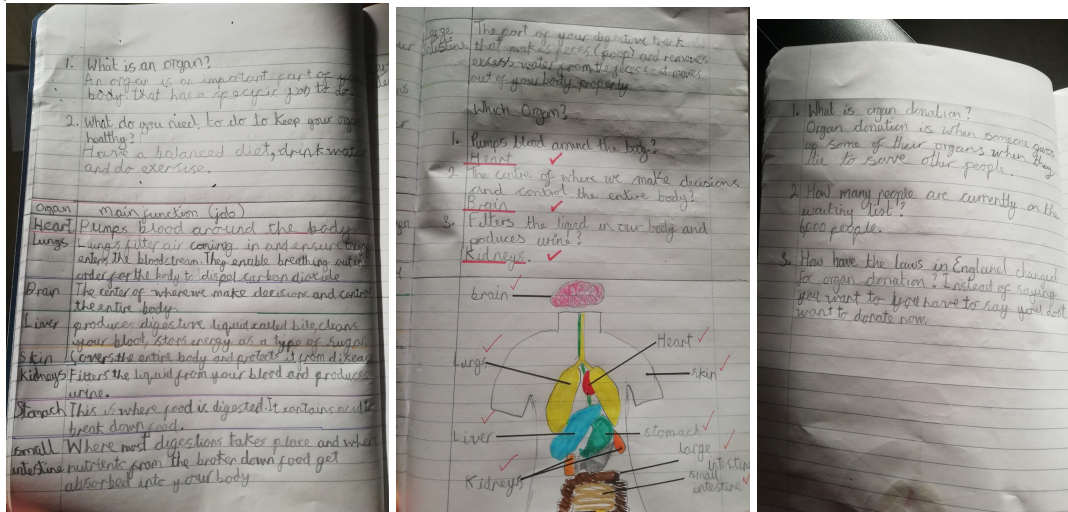 1. What is an organ?
An organ is an important part of
body that has a specific job to do.
2. What do you need, to do to keep your
healthy?
Have a balanced diet, drink water
and do exercise.
Organ main function (job)
Heart Pumps blood around the body
Lungs Lungs filter air coming in and ensure
enters the bloodstream. They enable breathing out in
order for the body to dispol carbon dioxide
Brain The center of where we make decisions and control
the entire body.
Liver produces digestive liquid called bile, cleans
your blood, stors energy as a type of sugar.
Skin Covers the entire body and protects it from
Kidneys Filters the liquid from your blood and produces
urine.
Stomach This is where food is digested. It contains acid to
break down food.
small Where most digestions takes place and
intestine nutrients from the broken down food get
absorbed into your body
Large The part of your digestive track
intestine that makes feces (poop) and removes
excess water from the feces so it moves
out of your body properly
Which Organ?
1. Pumps blood around the body?
Heart
2. The centre of where we make decisions
and control the entire body?
Brain
3. Filters the liquid in our body and
produces urine?
Kidneys.
brain
Heart
Lungs
skin
Liver
stomach
large
intestine
Kidneys
small
intestine
1. What is organ donation?
Organ donation is when someone gives
up some of their organs when they
die to save other people.
2 How many people are currently on the
waiting list?
6000 people.
3. How have the laws in England changed
for organ donation? Instead of saying
you want to you have to say you don't
want to donate now.